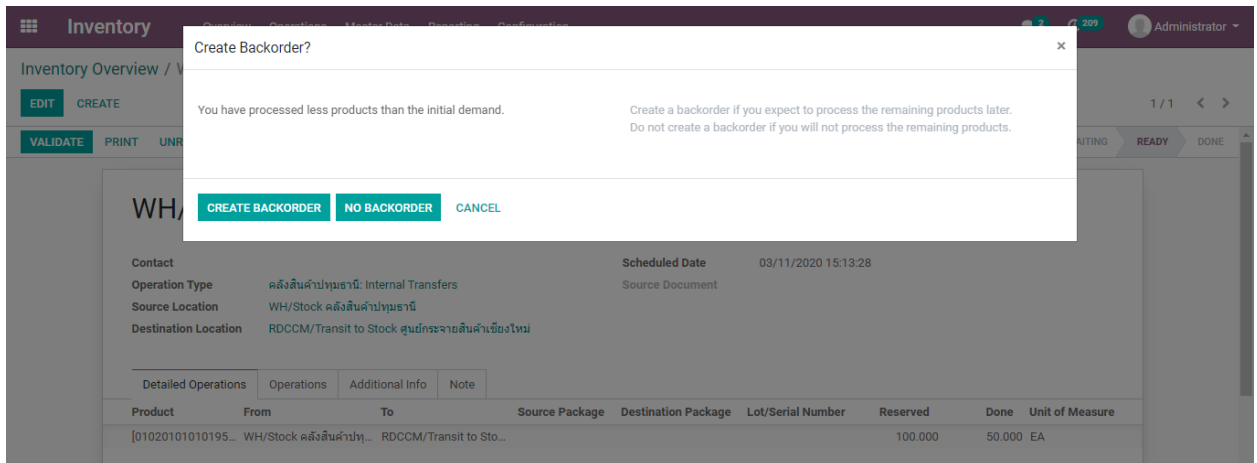 Inventory
2
209
Administrator
Create Backorder?
×
Inventory Overview /
EDIT CREATE
1 / 1
You have processed less products than the initial demand.
Create a backorder if you expect to process the remaining products later.
Do not create a backorder if you will not process the remaining products.
VALIDATE PRINT UNR
AITING READY DONE
CREATE BACKORDER NO BACKORDER CANCEL
WH/
Contact
Scheduled Date 03/11/2020 15:13:28
Operation Type คลังสินค้าปทุมธานี: Internal Transfers
Source Document
Source Location WH/Stock คลังสินค้าปทุมธานี
Destination Location RDCCM/Transit to Stock ศูนย์กระจายสินค้าเชียงใหม่
Detailed Operations Operations Additional Info Note
Product From To Source Package Destination Package Lot/Serial Number Reserved Done Unit of Measure
[01020101010195... WH/Stock คลังสินค้าปทุ... RDCCM/Transit to Sto... 100.000 50.000 EA